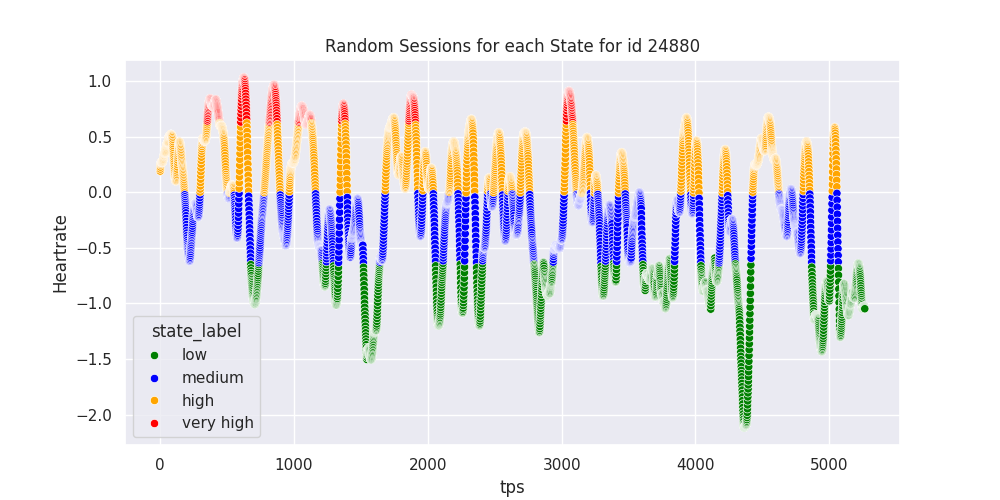 Random Sessions for each State for id 24880
Heartrate
1.0
0.5
0.0
−0.5
−1.0
−1.5
−2.0
state_label
low
medium
high
very high
0 1000 2000 3000 4000 5000
tps